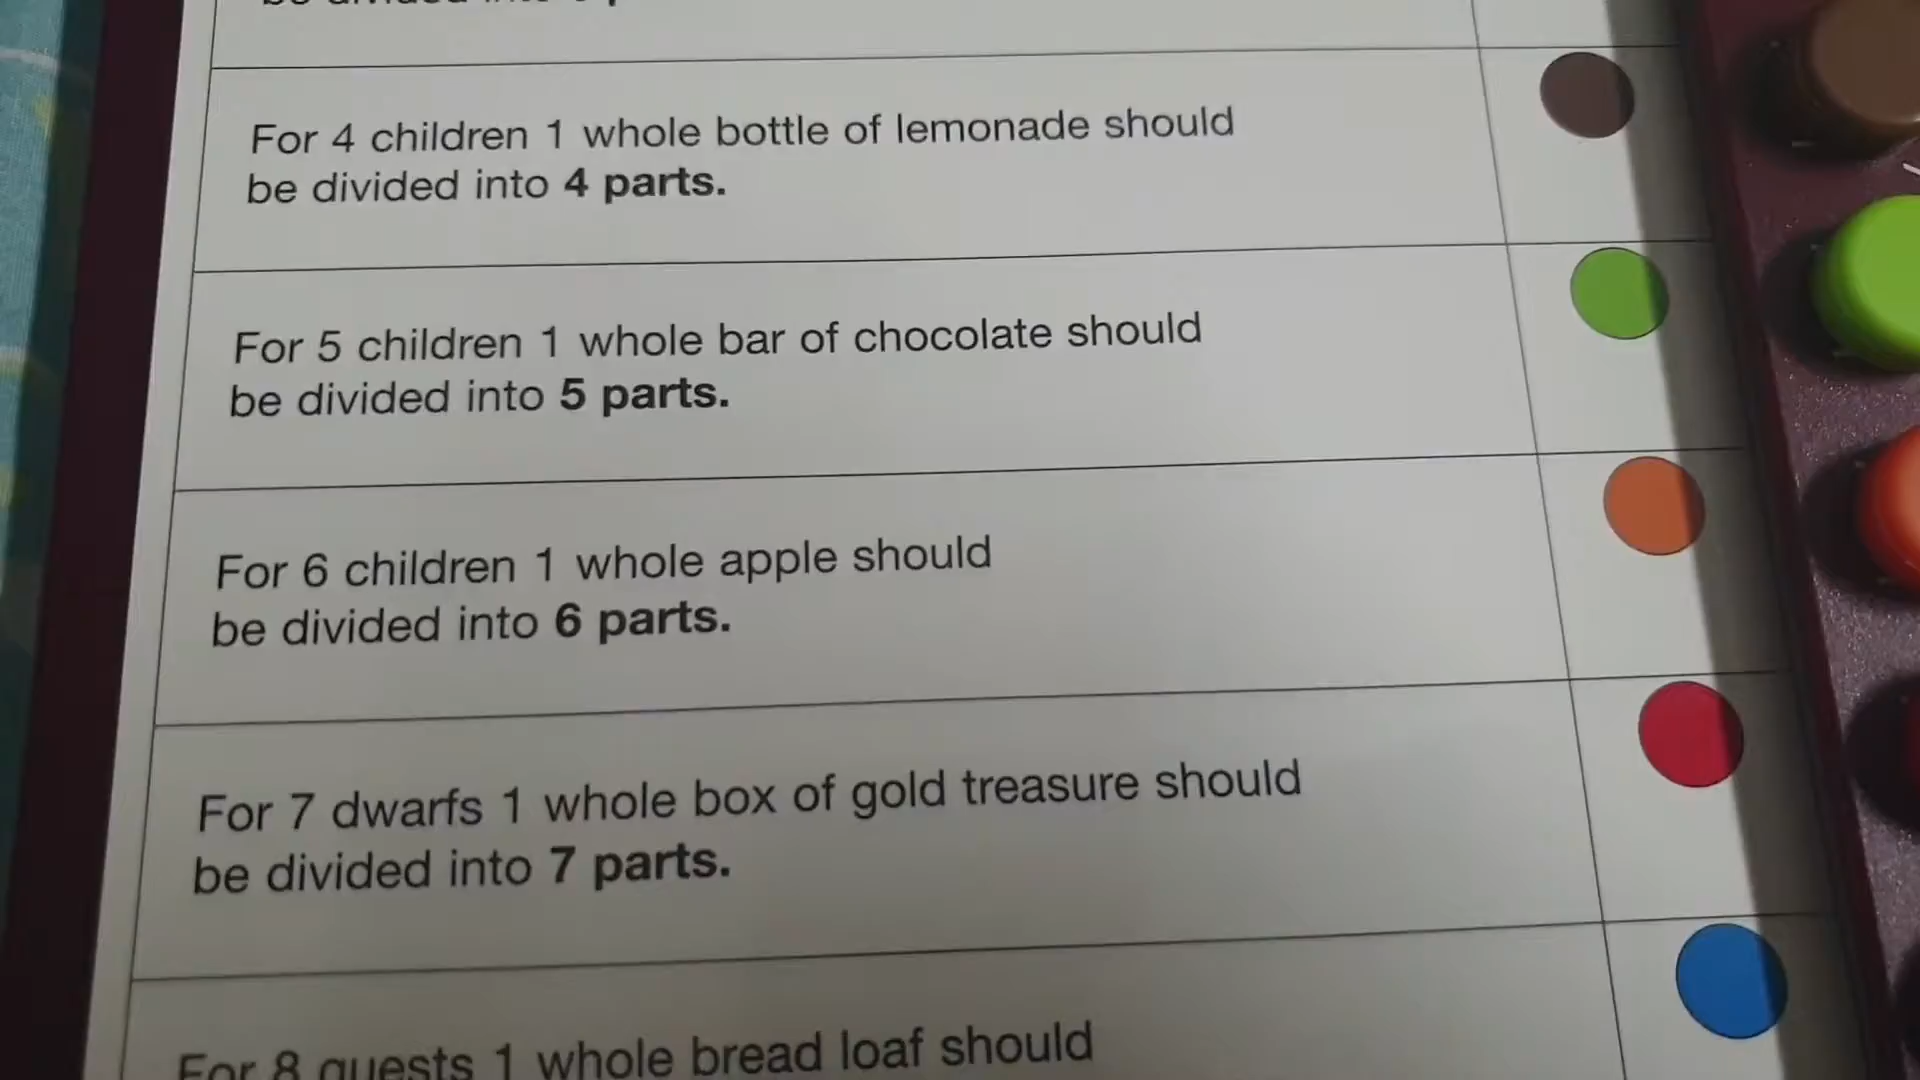 For 4 children 1 whole bottle of lemonade should
be divided into 4 parts.
For 5 children 1 whole bar of chocolate should
be divided into 5 parts.
For 6 children 1 whole apple should
be divided into 6 parts.
For 7 dwarfs 1 whole box of gold treasure should
be divided into 7 parts.
For 8 guests 1 whole bread loaf should